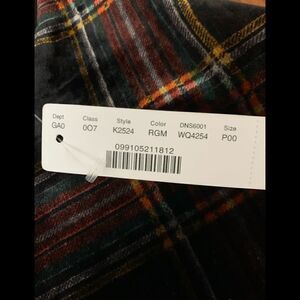 Dept Class Style Color DNS6001 Size
GA0 007 K2524 RGM WQ4254 P00
099105211812